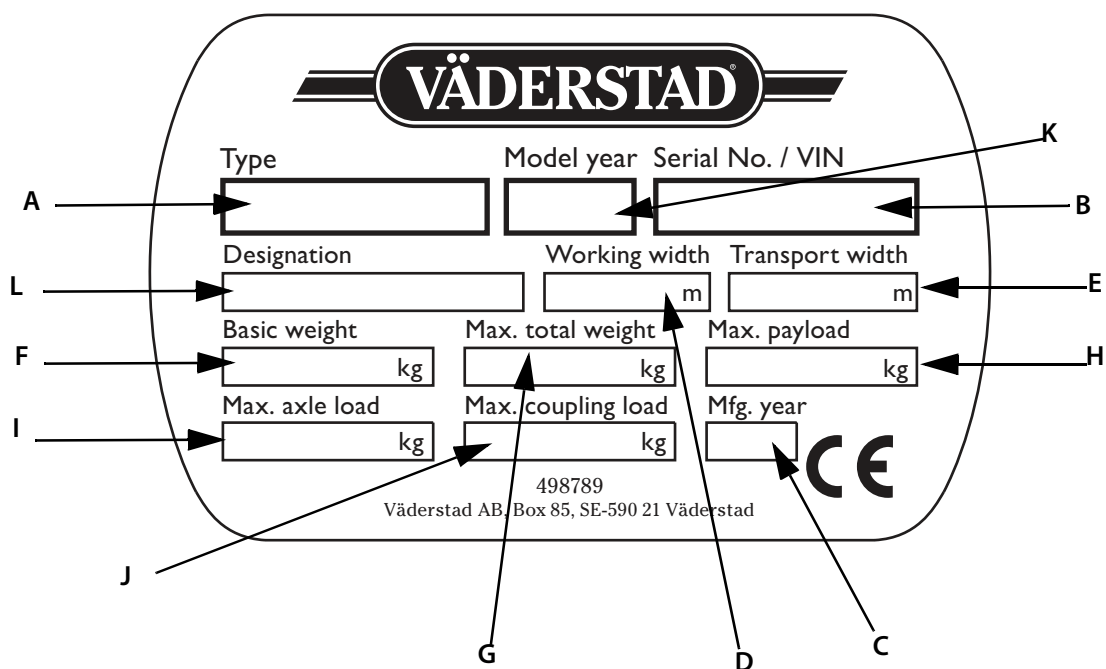 VÄDERSTAD®
K
Type Model year Serial No. / VIN
A
B
Designation Working width Transport width
L
m
m
E
Basic weight Max. total weight Max. payload
F
kg
kg
kg
H
Max. axle load Max. coupling load Mfg. year
I
kg
kg
CE
498789
Väderstad AB, Box 85, SE-590 21 Väderstad
J
G
D
C